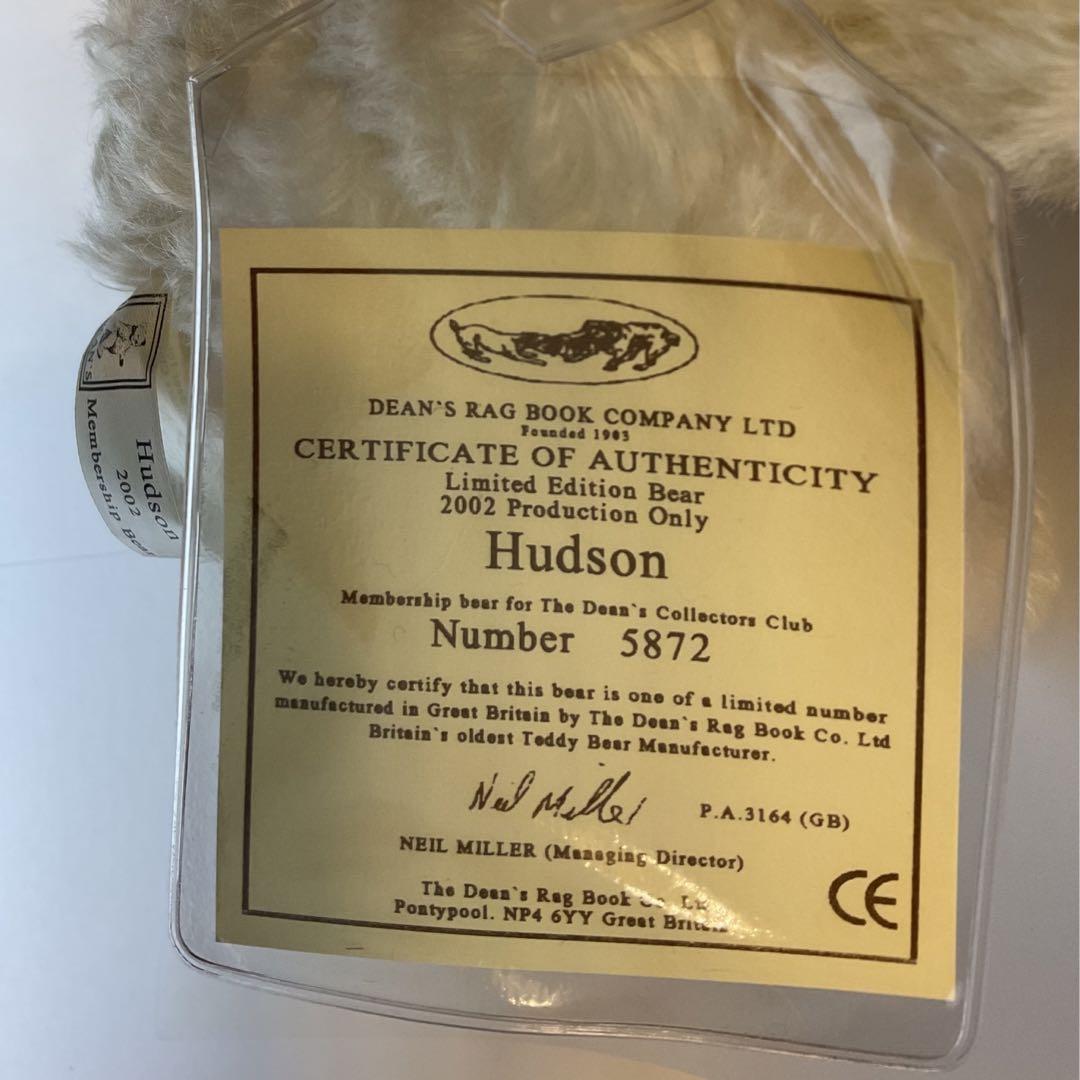 DEAN`S RAG BOOK COMPANY LTD
Founded 1903
CERTIFICATE OF AUTHENTICITY
Limited Edition Bear
2002 Production Only
Hudson
Membership bear for The Dean`s Collectors Club
Number 5872
We hereby certify that this bear is one of a limited number
manufactured in Great Britain by The Dean`s Rag Book Co. Ltd
Britain`s oldest Teddy Bear Manufacturer.
Neil Miller
P.A.3164 (GB)
NEIL MILLER (Managing Director)
The Dean`s Rag Book
Pontypool. NP4 6YY Great
CE
Hudson
2002
Membership